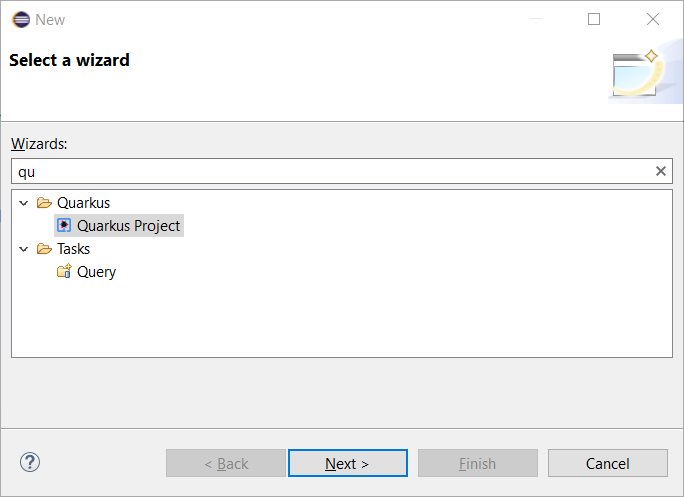 New
Select a wizard
Wizards:
qu
Quarkus
Quarkus Project
Tasks
Query
< Back Next > Finish Cancel